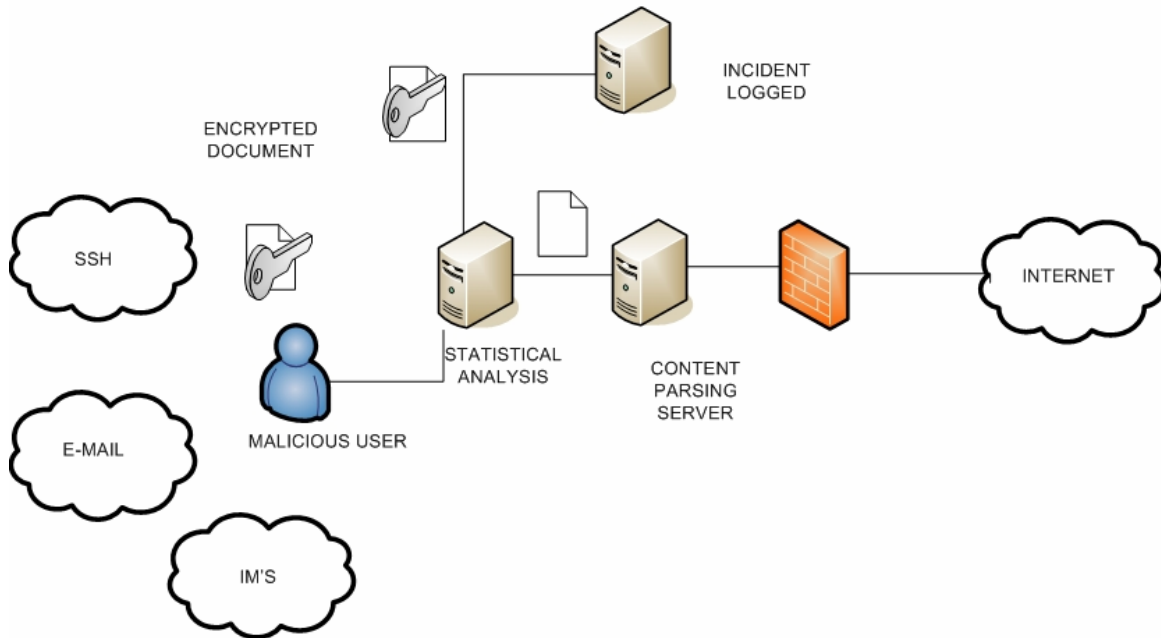 INCIDENT
LOGGED
ENCRYPTED
DOCUMENT
SSH
INTERNET
STATISTICAL
ANALYSIS
CONTENT
PARSING
SERVER
MALICIOUS USER
E-MAIL
IM'S